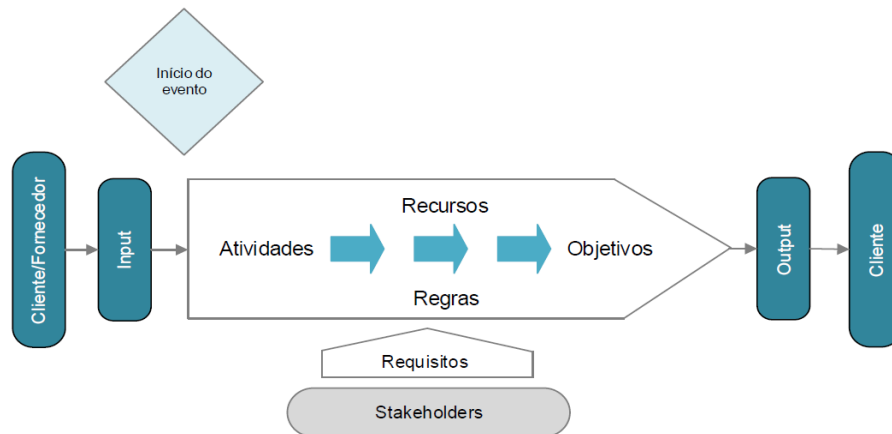 Início do
evento
Cliente/Fornecedor
Input
Atividades
Recursos
Regras
Objetivos
Output
Cliente
Requisitos
Stakeholders